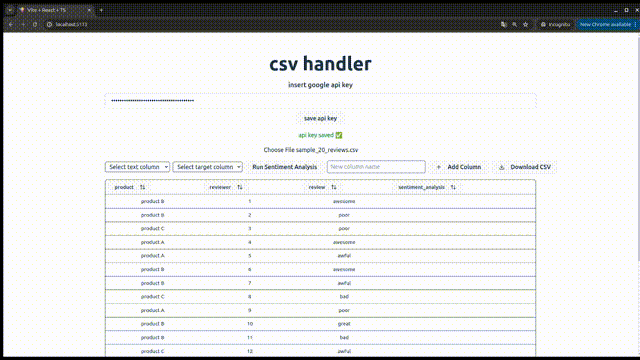 Vite + React + TS
localhost:5173
Incognito
New Chrome available
csv handler
insert google api key
save api key
api key saved ✅
Choose File sample_20_reviews.csv
Select text column Select target column Run Sentiment Analysis New column name + Add Column Download CSV
product reviewer review sentiment_analysis
product B 1 awesome
product B 2 poor
product C 3 poor
product A 4 awesome
product A 5 awful
product B 6 awesome
product B 7 awful
product C 8 bad
product A 9 poor
product B 10 great
product B 11 bad
product C 12 awful